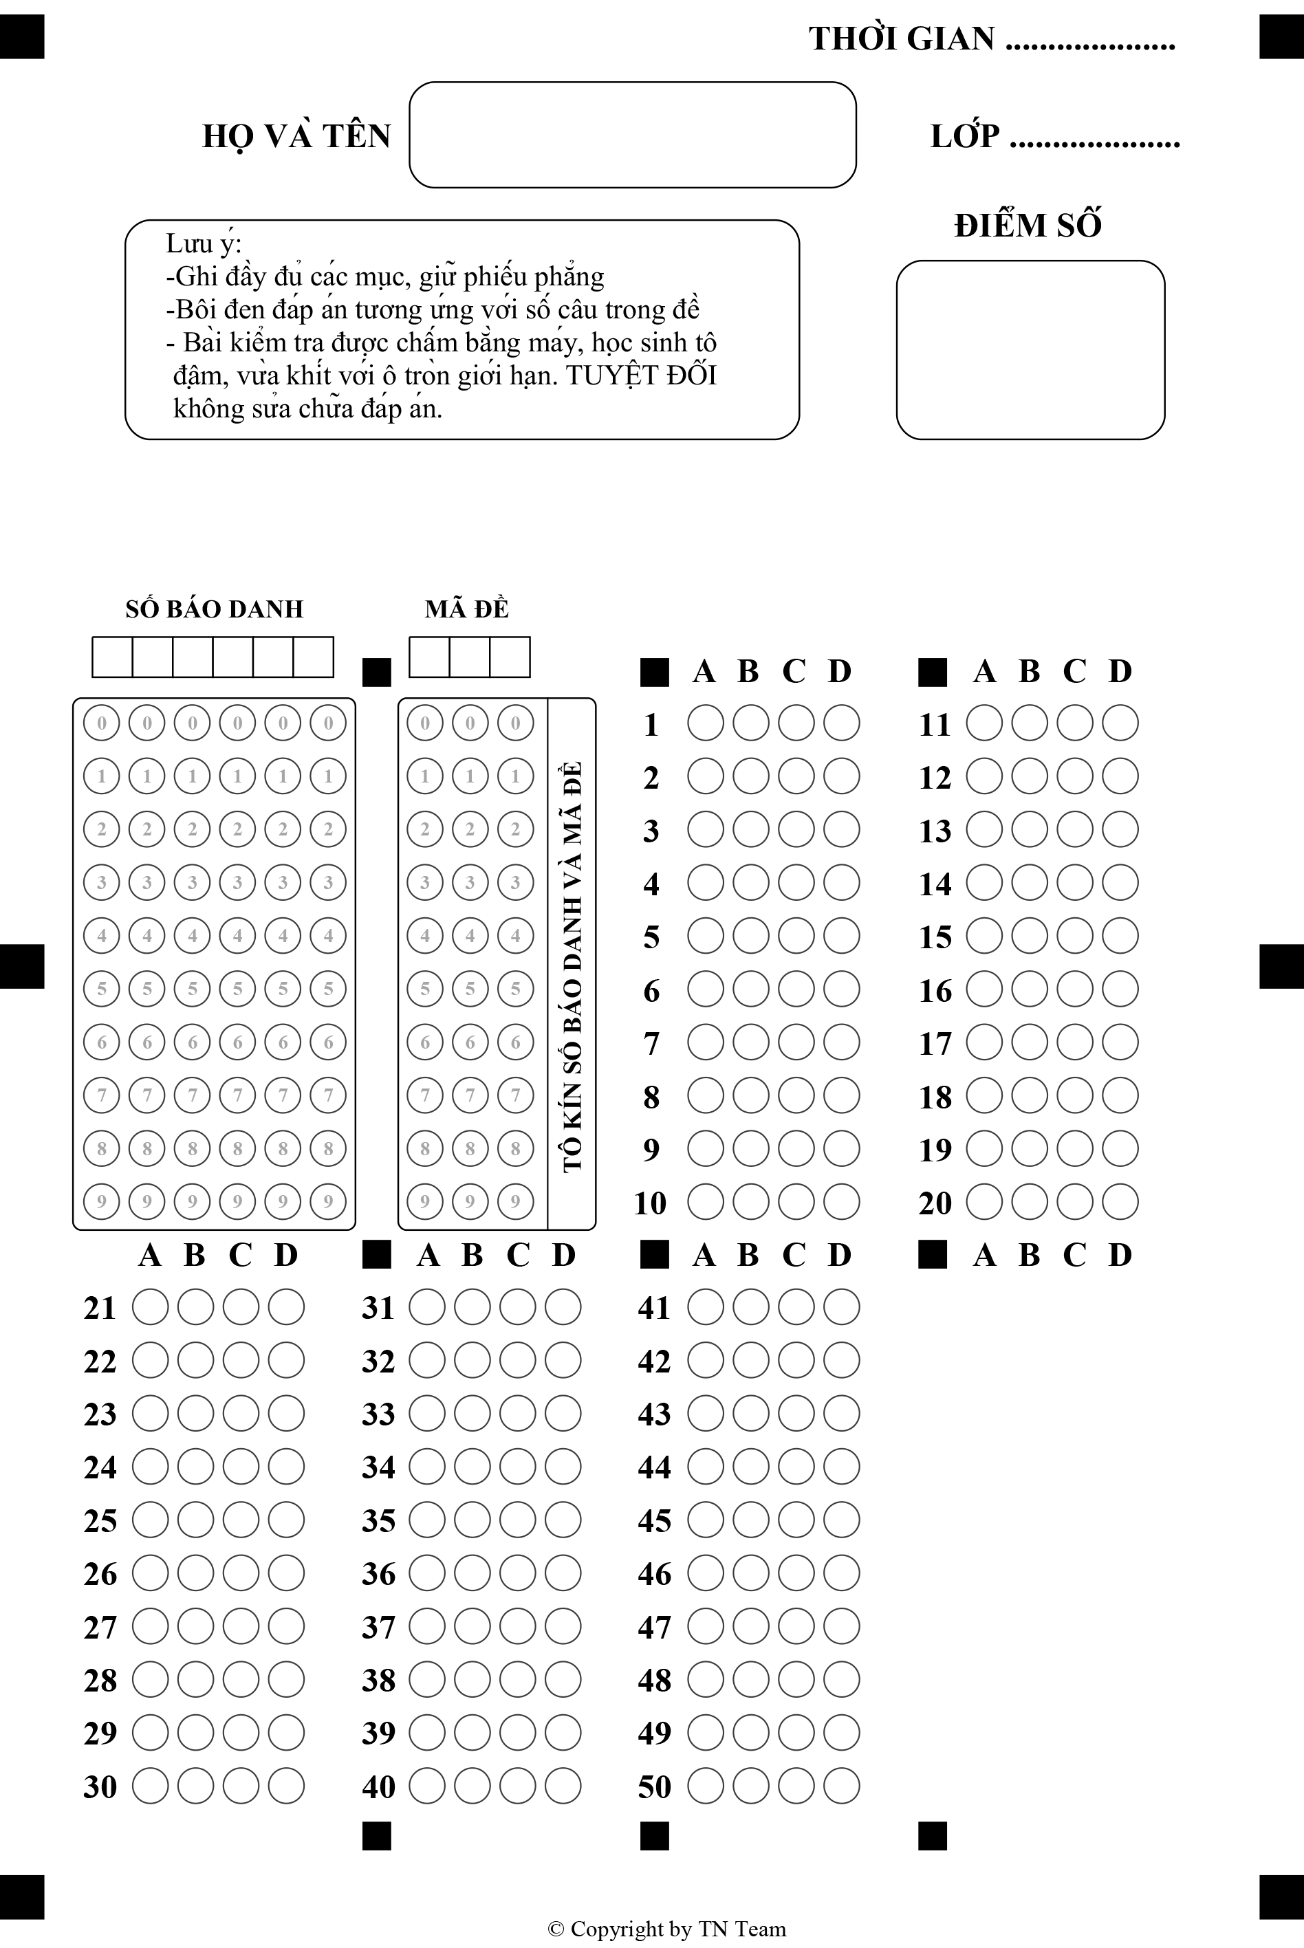 THỜI GIAN ....................
HỌ VÀ TÊN
LỚP ....................
ĐIỂM SỐ
Lưu ý:
-Ghi đầy đủ các mục, giữ phiếu phẳng
-Bôi đen đáp án tương ứng với số câu trong đề
- Bài kiểm tra được chấm bằng máy, học sinh tô
đậm, vừa khít với ô tròn giới hạn. TUYỆT ĐỐI
không sửa chữa đáp án.
SỐ BÁO DANH
MÃ ĐỀ
0 0 0 0 0 0
1 1 1 1 1 1
2 2 2 2 2 2
3 3 3 3 3 3
4 4 4 4 4 4
5 5 5 5 5 5
6 6 6 6 6 6
7 7 7 7 7 7
8 8 8 8 8 8
9 9 9 9 9 9
0 0 0
1 1 1
2 2 2
3 3 3
4 4 4
5 5 5
6 6 6
7 7 7
8 8 8
9 9 9
TÔ KÍN SỐ BÁO DANH VÀ MÃ ĐỀ
A B C D
1
2
3
4
5
6
7
8
9
10
A B C D
11
12
13
14
15
16
17
18
19
20
A B C D
21
22
23
24
25
26
27
28
29
30
A B C D
31
32
33
34
35
36
37
38
39
40
A B C D
41
42
43
44
45
46
47
48
49
50
A B C D
© Copyright by TN Team